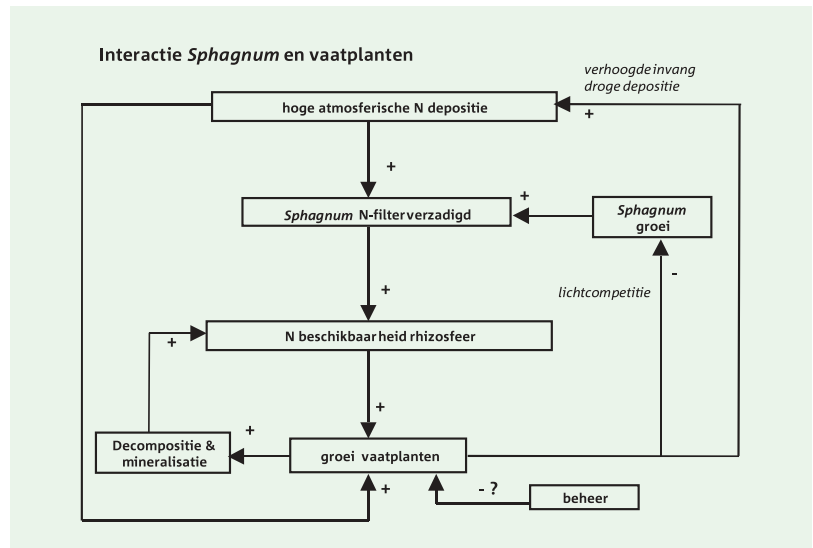 Interactie Sphagnum en vaatplanten
verhoogde invang
droge depositie
hoge atmosferische N depositie
+
+
Sphagnum N-filter verzadigd
+
Sphagnum
groei
-
lichtcompetitie
+
N beschikbaarheid rhizosfeer
+
+
Decompositie &
mineralisatie
+
groei vaatplanten
+
- ?
beheer